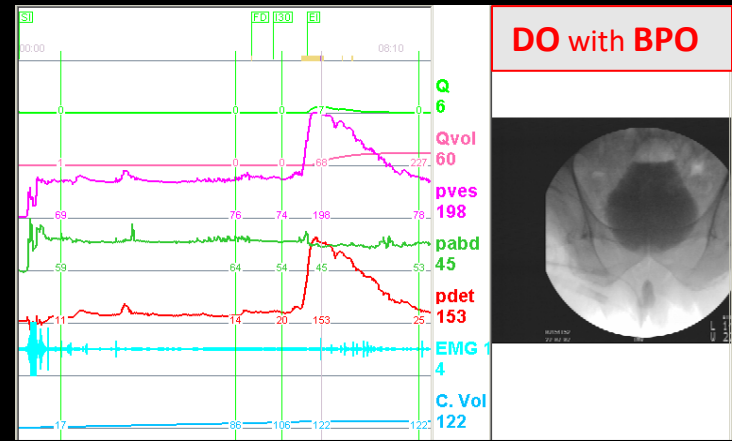 SI FD I30 EI
00:00 08:10
DO with BPO
0 0 0 7 0
Q
6
1 0 0 68 227
Qvol
60
69 76 74 198 78
pves
198
59 64 54 45 53
pabd
45
11 14 20 153 25
pdet
153
EMG 1
4
17 86 106 122 122
C. Vol
122